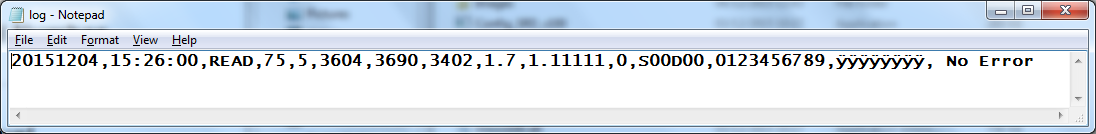 log - Notepad
File Edit Format View Help
20151204,15:26:00,READ,75,5,3604,3690,3402,1.7,1.11111,0,S00D00,0123456789,ÿÿÿÿÿÿÿÿ, No Error